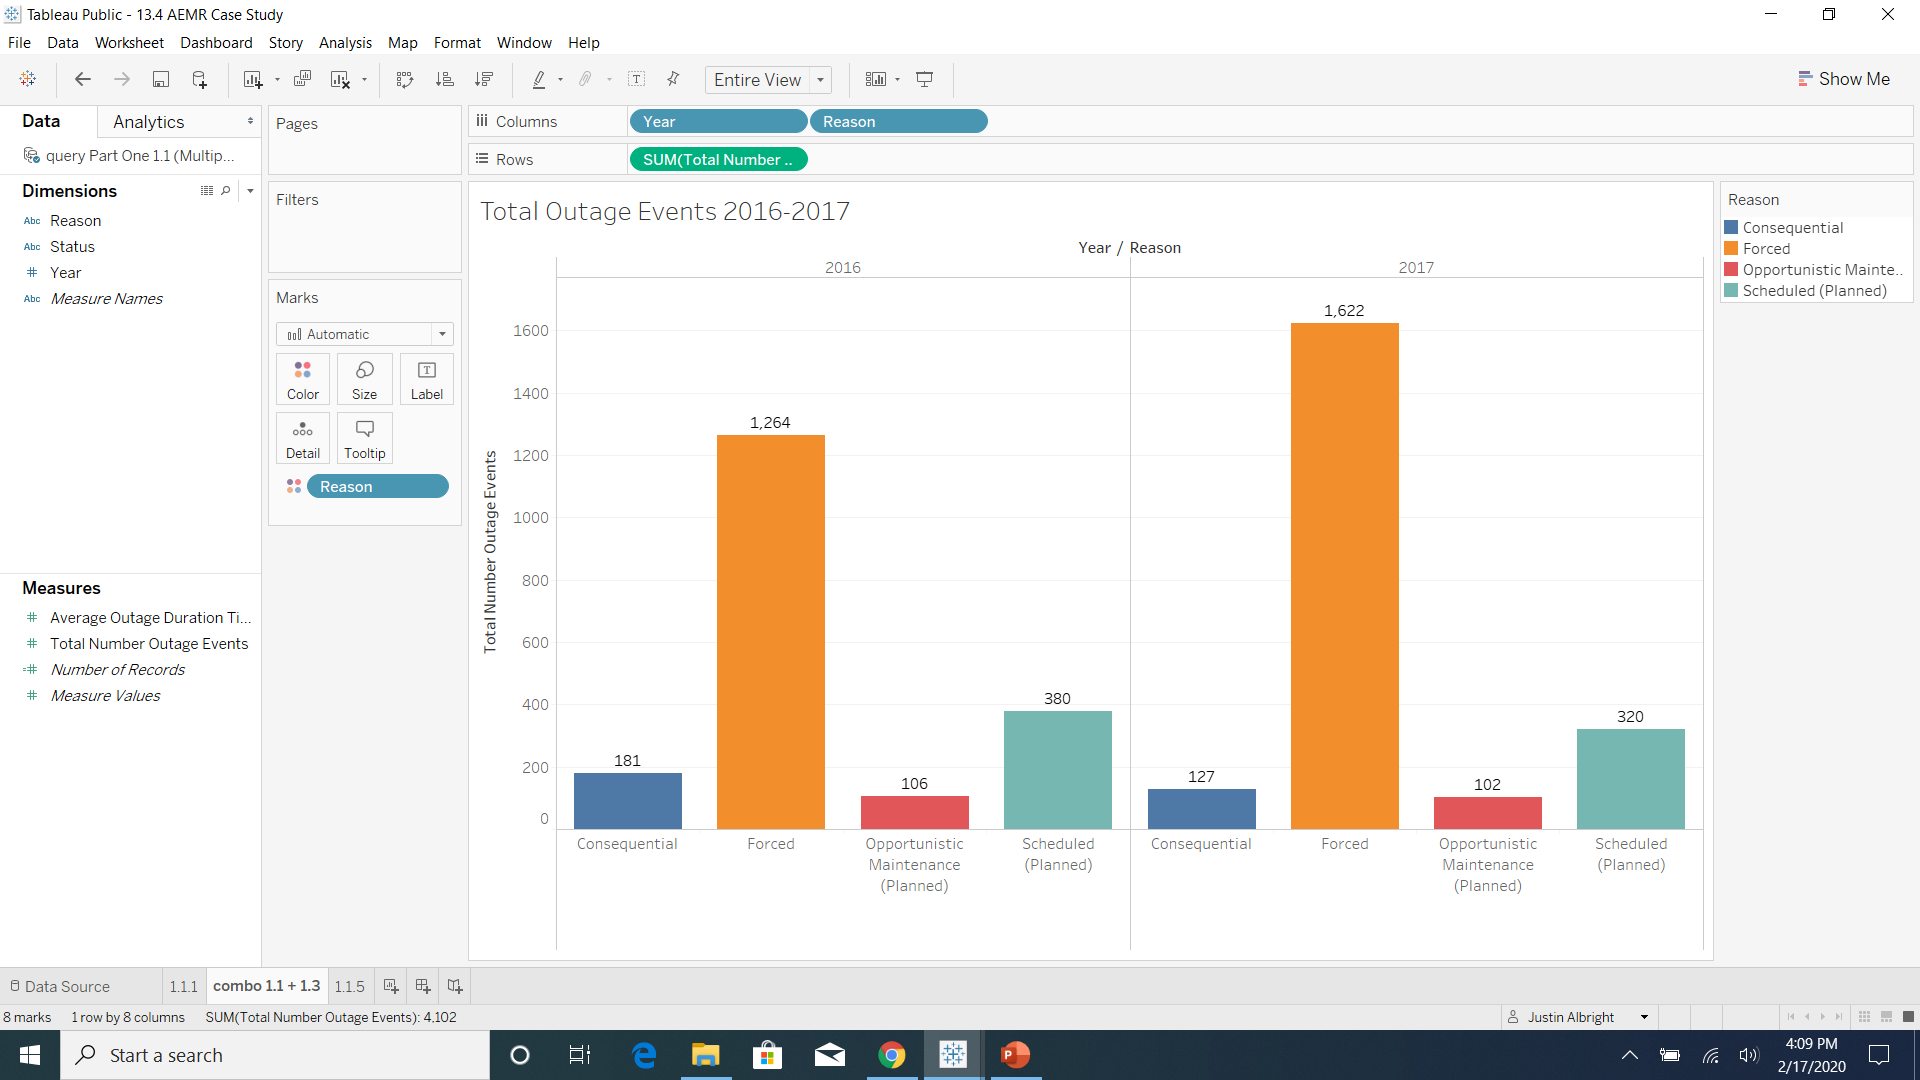 Tableau Public - 13.4 AEMR Case Study
File Data Worksheet Dashboard Story Analysis Map Format Window Help
Entire View
Show Me
Data Analytics
query Part One 1.1 (Multip...
Dimensions
Abc Reason
Abc Status
# Year
Abc Measure Names
Measures
# Average Outage Duration Ti...
# Total Number Outage Events
=# Number of Records
# Measure Values
Pages
Filters
Marks
Automatic
Color Size T Label
Detail Tooltip
Reason
Columns Year Reason
Rows SUM(Total Number ..
Total Outage Events 2016-2017
Year / Reason
2016 2017
Total Number Outage Events
1600
1400
1200
1000
800
600
400
200
0
181
1,264
106
380
127
1,622
102
320
Consequential
Forced
Opportunistic
Maintenance
(Planned)
Scheduled
(Planned)
Consequential
Forced
Opportunistic
Maintenance
(Planned)
Scheduled
(Planned)
Reason
Consequential
Forced
Opportunistic Mainte..
Scheduled (Planned)
Data Source 1.1.1 combo 1.1 + 1.3 1.1.5
8 marks 1 row by 8 columns SUM(Total Number Outage Events): 4,102
Justin Albright
Start a search
4:09 PM
2/17/2020